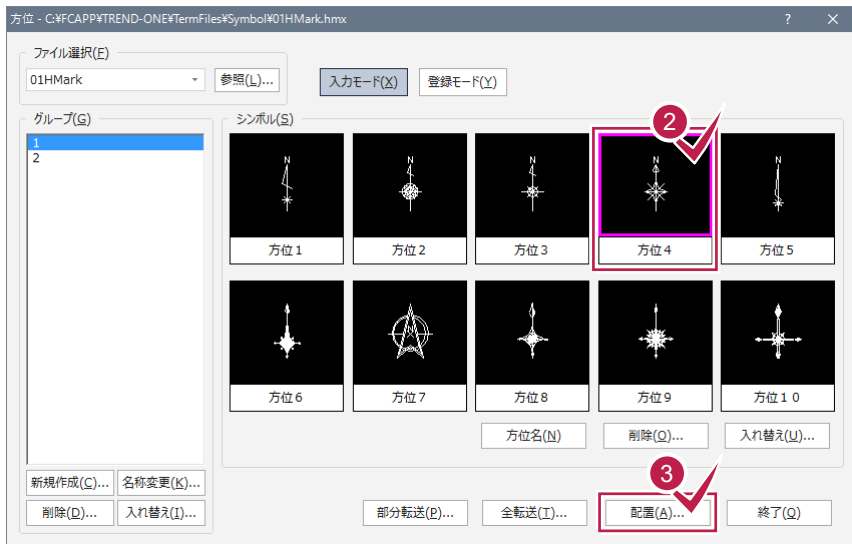 方位 - C:¥FCAPP¥TREND-ONE¥TermFiles¥Symbol¥01HMark.hmx
?
ファイル選択(F)
01HMark
参照(L)...
入力モード(X)
登録モード(Y)
グループ(G)
1
2
シンボル(S)
2
N
N
N
N
N
方位1
方位2
方位3
方位4
方位5
N
方位6
方位7
方位8
方位9
方位10
方位名(N)
削除(O)...
入れ替え(U)...
新規作成(C)...
名称変更(K)...
3
削除(D)...
入れ替え(I)...
部分転送(P)...
全転送(T)...
配置(A)...
終了(Q)